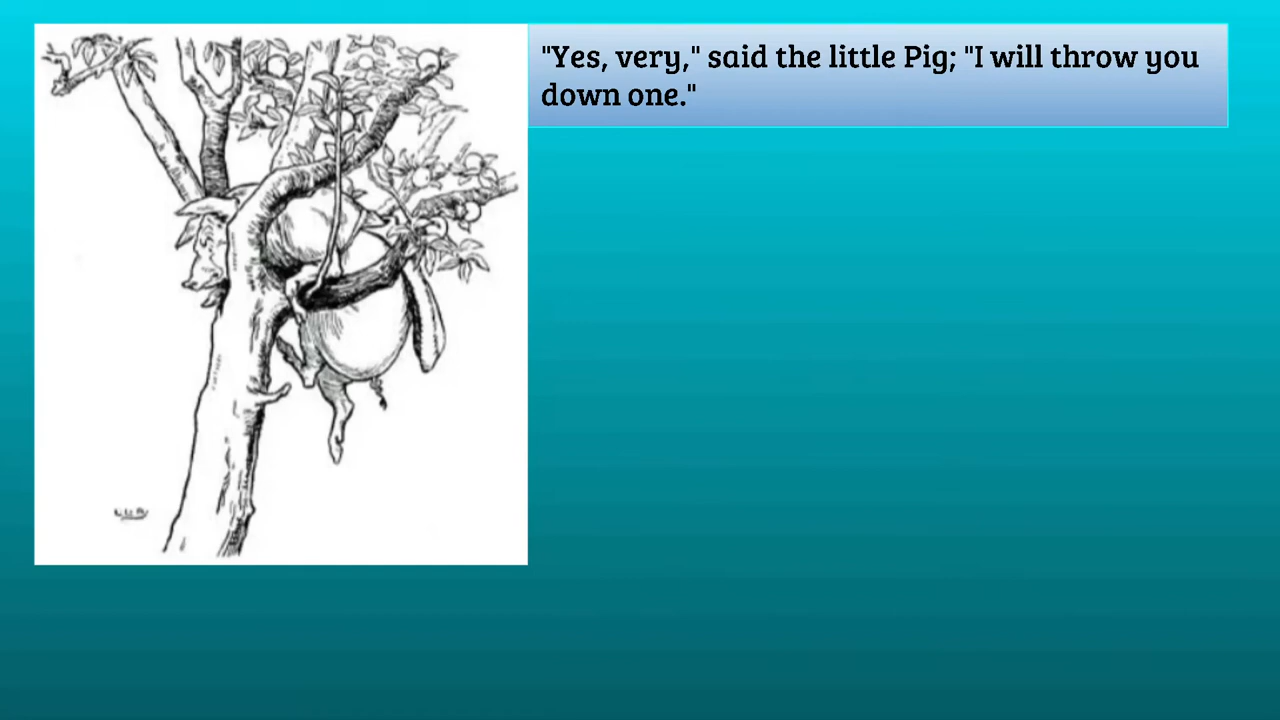 "Yes, very," said the little Pig; "I will throw you
down one."